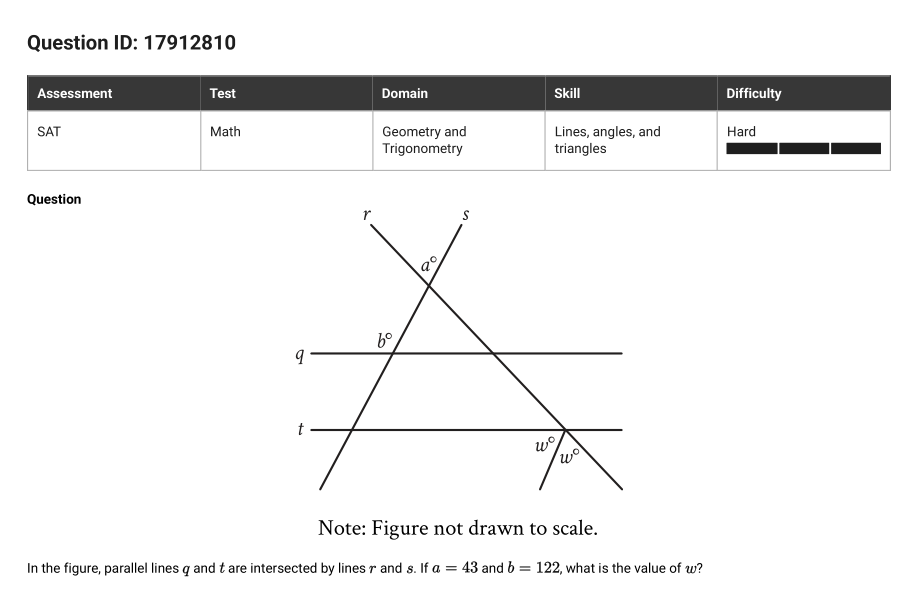 Question ID: 17912810
Assessment Test Domain Skill Difficulty
SAT Math Geometry and Trigonometry Lines, angles, and triangles Hard
Question
r s
a°
b°
q
t
w°
w°
Note: Figure not drawn to scale.
In the figure, parallel lines q and t are intersected by lines r and s. If a = 43 and b = 122, what is the value of w?